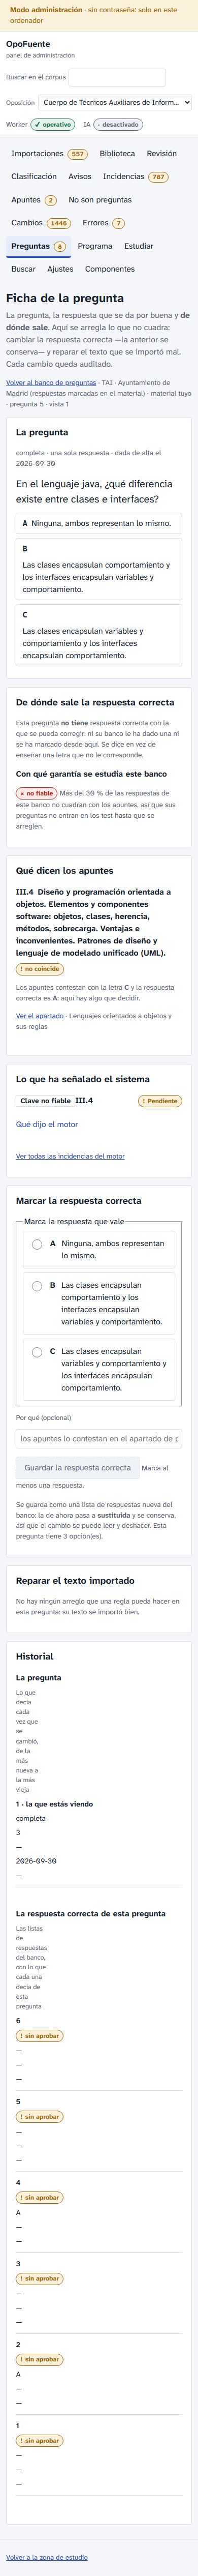 Modo administración · sin contraseña: solo en este
ordenador
OpoFuente
panel de administración
Buscar en el corpus
Oposición Cuerpo de Técnicos Auxiliares de Inform...
Worker ✓ operativo IA - desactivado
Importaciones 557 Biblioteca Revisión
Clasificación Avisos Incidencias 787
Apuntes 2 No son preguntas
Cambios 1446 Errores 7
Preguntas 6 Programa Estudiar
Buscar Ajustes Componentes
Ficha de la pregunta
La pregunta, la respuesta que se da por buena y de
dónde sale. Aquí se arregla lo que no cuadra:
cambiar la respuesta correcta —la anterior se
conserva— y reparar el texto que se importó mal.
Cada cambio queda auditado.
Volver al banco de preguntas · TAI · Ayuntamiento de
Madrid (respuestas marcadas en el material) · material tuyo
· pregunta 5 · vista 1
La pregunta
completa · una sola respuesta · dada de alta el
2026-09-30
En el lenguaje java, ¿qué diferencia
existe entre clases e interfaces?
A Ninguna, ambos representan lo mismo.
B
Las clases encapsulan comportamiento y
los interfaces encapsulan variables y
comportamiento.
C
Las clases encapsulan variables y
comportamiento y los interfaces
encapsulan comportamiento.
De dónde sale la respuesta correcta
Esta pregunta no tiene respuesta correcta con la
que se pueda corregir: ni su banco le ha dado una ni
se ha marcado desde aquí. Se dice en vez de
enseñar una letra que no le corresponde.
Con qué garantía se estudia este banco
× no fiable Más del 30 % de las respuestas de
este banco no cuadran con los apuntes, así que sus
preguntas no entran en los test hasta que se
arreglen.
Qué dicen los apuntes
III.4 Diseño y programación orientada a
objetos. Elementos y componentes
software: objetos, clases, herencia,
métodos, sobrecarga. Ventajas e
inconvenientes. Patrones de diseño y
lenguaje de modelado unificado (UML).
! no coincide
Los apuntes contestan con la letra C y la respuesta
correcta es A: aquí hay algo que decidir.
Ver el apartado · Lenguajes orientados a objetos y
sus reglas
Lo que ha señalado el sistema
Clave no fiable III.4 ! Pendiente
Qué dijo el motor
Ver todas las incidencias del motor
Marcar la respuesta correcta
Marca la respuesta que vale
A Ninguna, ambos representan
lo mismo.
B Las clases encapsulan
comportamiento y los
interfaces encapsulan
variables y comportamiento.
C Las clases encapsulan
variables y comportamiento y
los interfaces encapsulan
comportamiento.
Por qué (opcional)
los apuntes lo contestan en el apartado de p
Guardar la respuesta correcta Marca al
menos una respuesta.
Se guarda como una lista de respuestas nueva del
banco: la de ahora pasa a sustituida y se conserva,
así que el cambio se puede leer y deshacer. Esta
pregunta tiene 3 opción(es).
Reparar el texto importado
No hay ningún arreglo que una regla pueda hacer en
esta pregunta: su texto se importó bien.
Historial
La pregunta
Lo que
decía
cada
vez que
se
cambió,
de la
más
nueva a
la más
vieja
1 · la que estás viendo
completa
3
—
2026-09-30
—
La respuesta correcta de esta pregunta
Las listas
de
respuestas
del banco,
con lo que
cada una
decía de
esta
pregunta
6
! sin aprobar
—
—
—
5
! sin aprobar
—
—
—
4
! sin aprobar
A
—
—
3
! sin aprobar
—
—
—
2
! sin aprobar
A
—
—
1
! sin aprobar
—
—
—
Volver a la zona de estudio